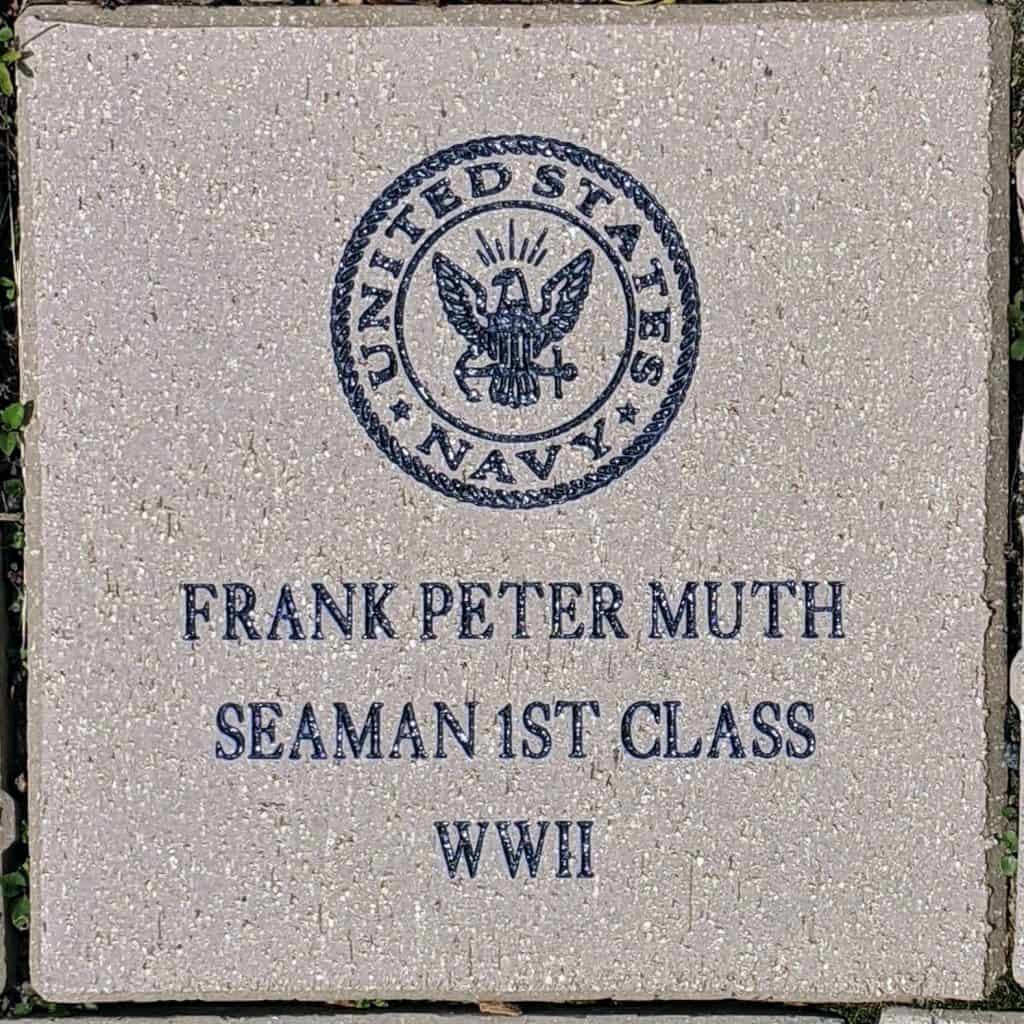 UNITED STATES
NAVY
FRANK PETER MUTH
SEAMAN 1ST CLASS
WWII